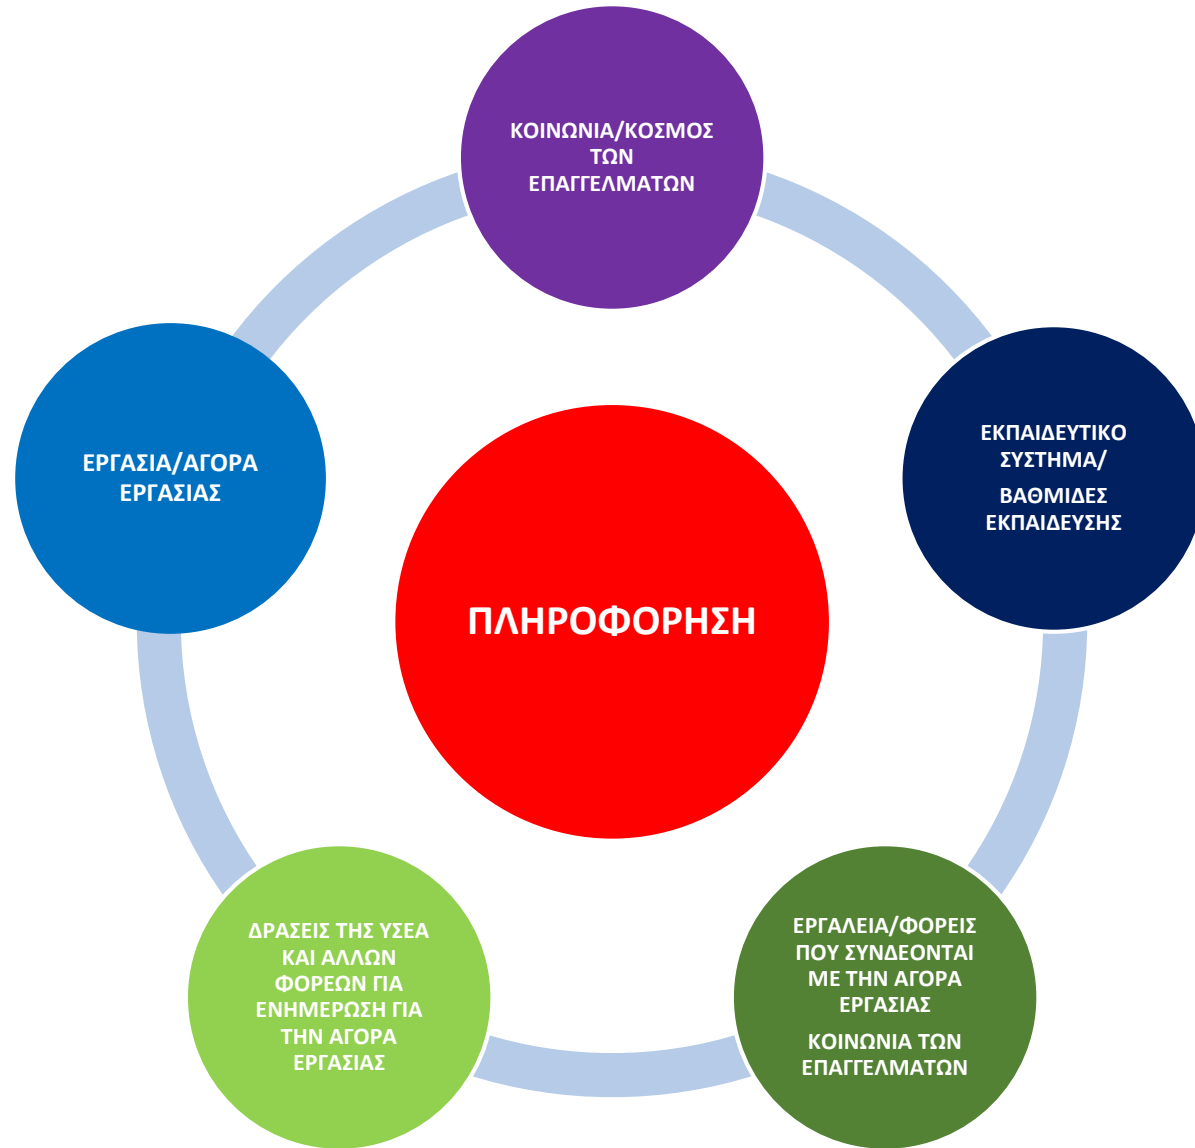 ΚΟΙΝΩΝΙΑ/ΚΟΣΜΟΣ
ΤΩΝ
ΕΠΑΓΓΕΛΜΑΤΩΝ
ΕΚΠΑΙΔΕΥΤΙΚΟ
ΣΥΣΤΗΜΑ/
ΒΑΘΜΙΔΕΣ
ΕΚΠΑΙΔΕΥΣΗΣ
ΕΡΓΑΣΙΑ/ΑΓΟΡΑ
ΕΡΓΑΣΙΑΣ
ΠΛΗΡΟΦΟΡΗΣΗ
ΕΡΓΑΛΕΙΑ/ΦΟΡΕΙΣ
ΠΟΥ ΣΥΝΔΕΟΝΤΑΙ
ΜΕ ΤΗΝ ΑΓΟΡΑ
ΕΡΓΑΣΙΑΣ
ΚΟΙΝΩΝΙΑ ΤΩΝ
ΕΠΑΓΓΕΛΜΑΤΩΝ
ΔΡΑΣΕΙΣ ΤΗΣ ΥΣΕΑ
ΚΑΙ ΑΛΛΩΝ
ΦΟΡΕΩΝ ΓΙΑ
ΕΝΗΜΕΡΩΣΗ ΓΙΑ
ΤΗΝ ΑΓΟΡΑ
ΕΡΓΑΣΙΑΣ